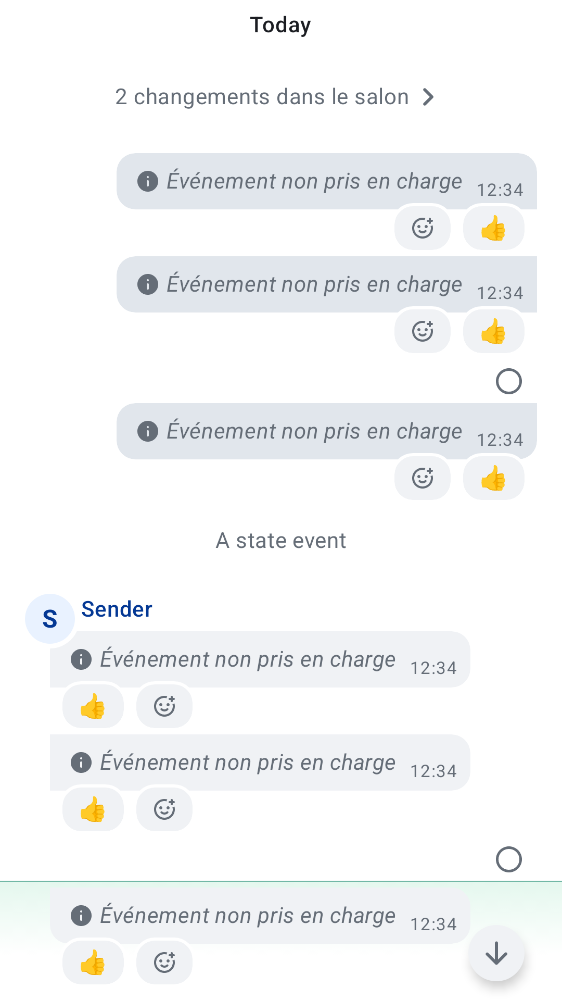 Today
2 changements dans le salon
Événement non pris en charge 12:34
Événement non pris en charge 12:34
Événement non pris en charge 12:34
A state event
S Sender
Événement non pris en charge 12:34
Événement non pris en charge 12:34
Événement non pris en charge 12:34